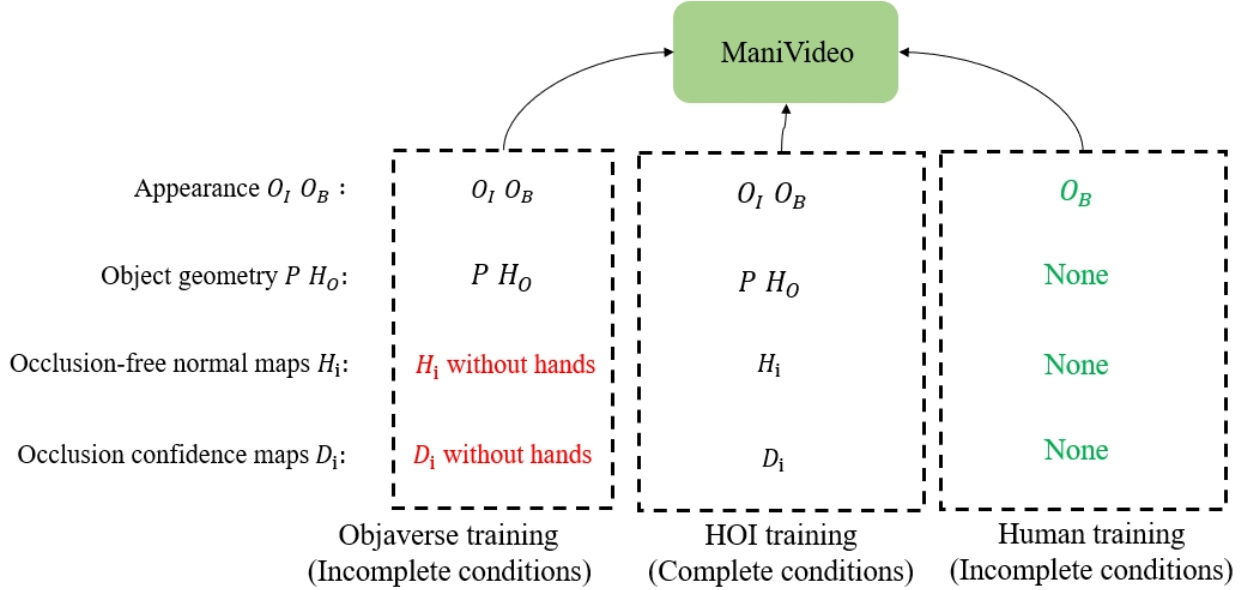 ManiVideo
Appearance O_I O_B : O_I O_B O_I O_B O_B
Object geometry P H_O: P H_O P H_O None
Occlusion-free normal maps H_i: H_i without hands H_i None
Occlusion confidence maps D_i: D_i without hands D_i None
Objaverse training HOI training Human training
(Incomplete conditions) (Complete conditions) (Incomplete conditions)